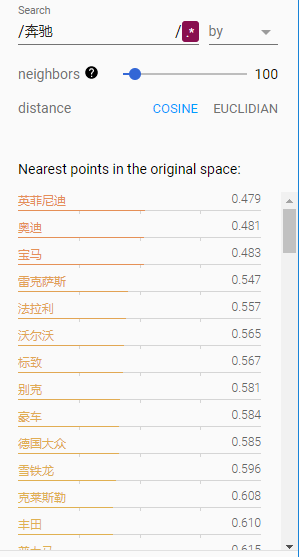 Search
/奔驰 /.* by
neighbors ? 100
distance COSINE EUCLIDIAN
Nearest points in the original space:
英菲尼迪 0.479
奥迪 0.481
宝马 0.483
雷克萨斯 0.547
法拉利 0.557
沃尔沃 0.565
标致 0.567
别克 0.581
豪车 0.584
德国大众 0.585
雪铁龙 0.596
克莱斯勒 0.608
丰田 0.610
0.615